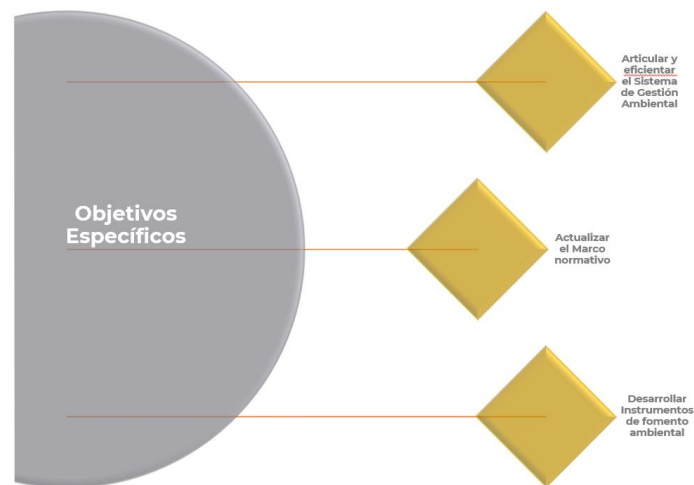 Objetivos
Específicos
Articular y
eficientar
el Sistema
de Gestión
Ambiental
Actualizar
el Marco
normativo
Desarrollar
Instrumentos
de fomento
ambiental